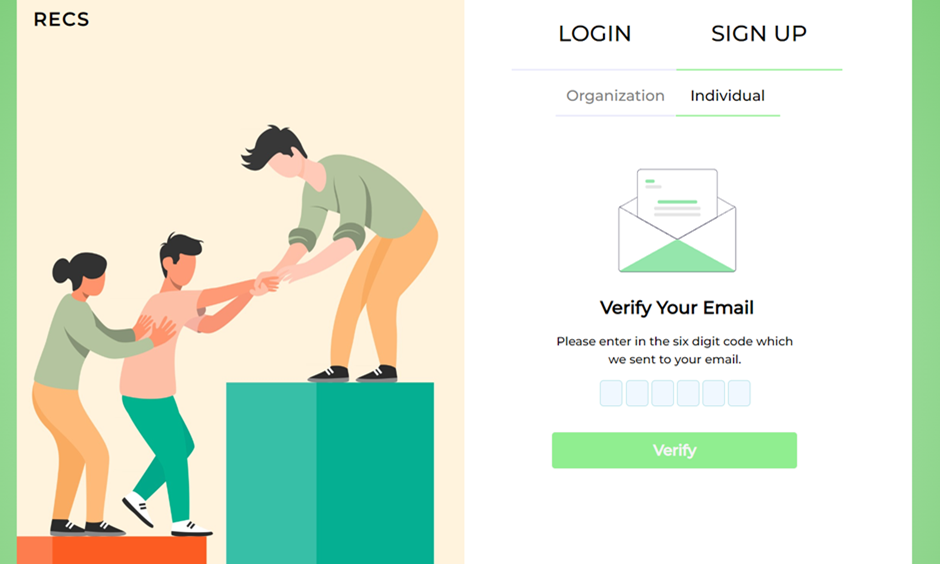 RECS
LOGIN
SIGN UP
Organization
Individual
Verify Your Email
Please enter in the six digit code which
we sent to your email.
Verify